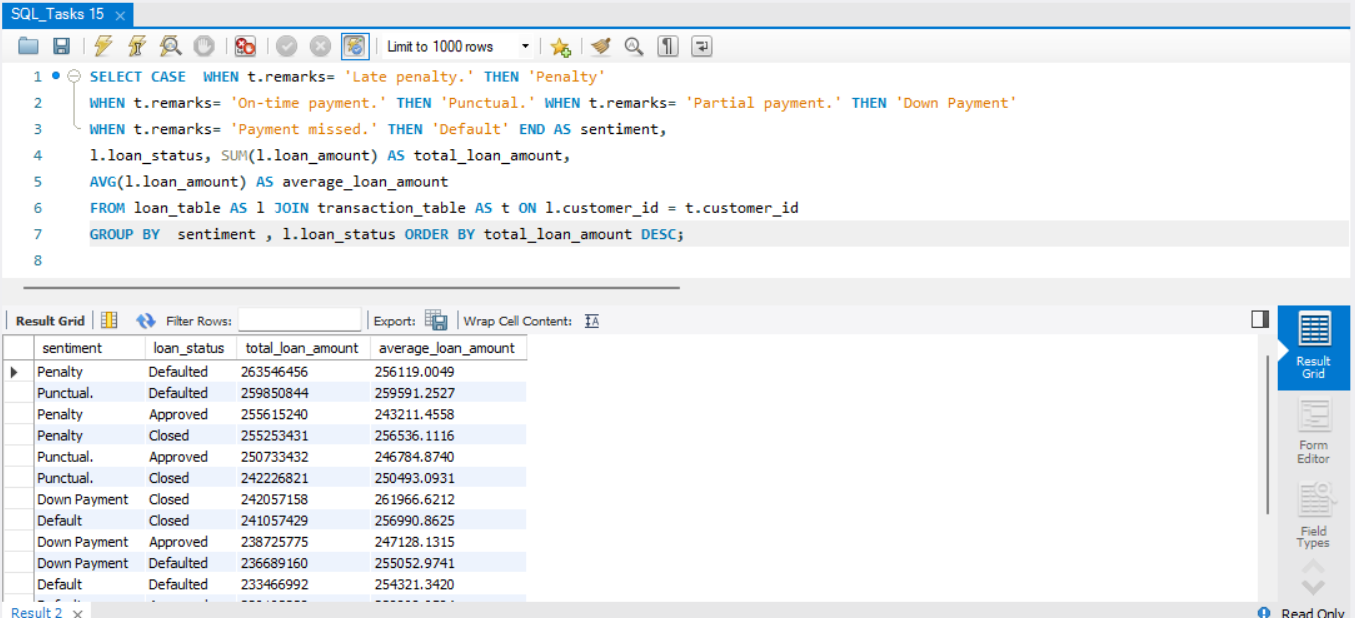 SQL_Tasks 15 ×
Limit to 1000 rows
1 SELECT CASE  WHEN t.remarks= 'Late penalty.' THEN 'Penalty'
2 WHEN t.remarks= 'On-time payment.' THEN 'Punctual.' WHEN t.remarks= 'Partial payment.' THEN 'Down Payment'
3 WHEN t.remarks= 'Payment missed.' THEN 'Default' END AS sentiment,
4 l.loan_status, SUM(l.loan_amount) AS total_loan_amount,
5 AVG(l.loan_amount) AS average_loan_amount
6 FROM loan_table AS l JOIN transaction_table AS t ON l.customer_id = t.customer_id
7 GROUP BY  sentiment , l.loan_status ORDER BY total_loan_amount DESC;
8
Result Grid Filter Rows: Export: Wrap Cell Content:
sentiment loan_status total_loan_amount average_loan_amount
Penalty Defaulted 263546456 256119.0049
Punctual. Defaulted 259850844 259591.2527
Penalty Approved 255615240 243211.4558
Penalty Closed 255253431 256536.1116
Punctual. Approved 250733432 246784.8740
Punctual. Closed 242226821 250493.0931
Down Payment Closed 242057158 261966.6212
Default Closed 241057429 256990.8625
Down Payment Approved 238725775 247128.1315
Down Payment Defaulted 236689160 255052.9741
Default Defaulted 233466992 254321.3420
Result
Grid
Form
Editor
Field
Types
Result 2 ×
Read Only